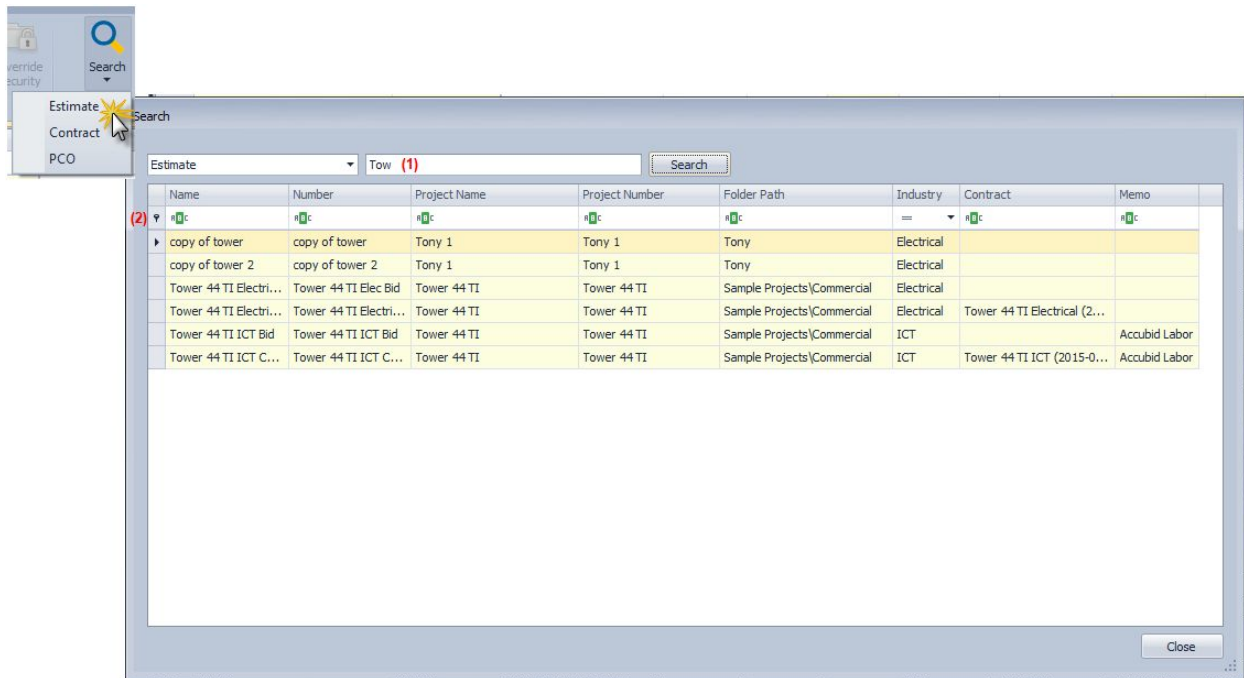 verride
ecurity
Search
Estimate
Contract
PCO
Search
Estimate Tow (1) Search
Name Number Project Name Project Number Folder Path Industry Contract Memo
(2) ABC ABC ABC ABC ABC = ABC ABC
copy of tower copy of tower Tony 1 Tony 1 Tony Electrical
copy of tower 2 copy of tower 2 Tony 1 Tony 1 Tony Electrical
Tower 44 TI Electri... Tower 44 TI Elec Bid Tower 44 TI Tower 44 TI Sample Projects\Commercial Electrical
Tower 44 TI Electri... Tower 44 TI Electri... Tower 44 TI Tower 44 TI Sample Projects\Commercial Electrical Tower 44 TI Electrical (2...
Tower 44 TI ICT Bid Tower 44 TI ICT Bid Tower 44 TI Tower 44 TI Sample Projects\Commercial ICT Accubid Labor
Tower 44 TI ICT C... Tower 44 TI ICT C... Tower 44 TI Tower 44 TI Sample Projects\Commercial ICT Tower 44 TI ICT (2015-0... Accubid Labor
Close